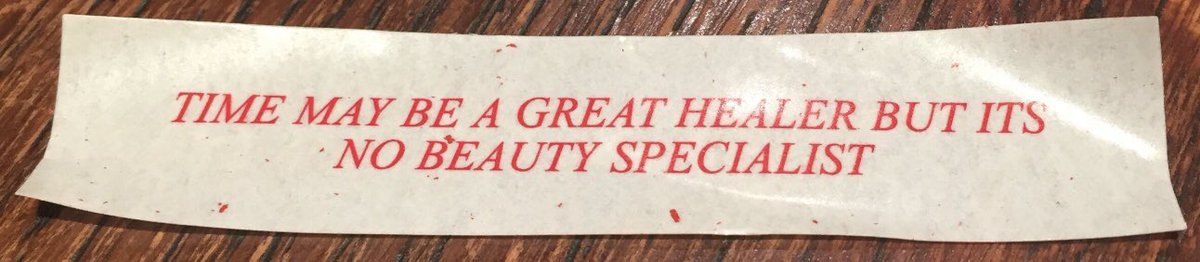 TIME MAY BE A GREAT HEALER BUT ITS
NO BEAUTY SPECIALIST